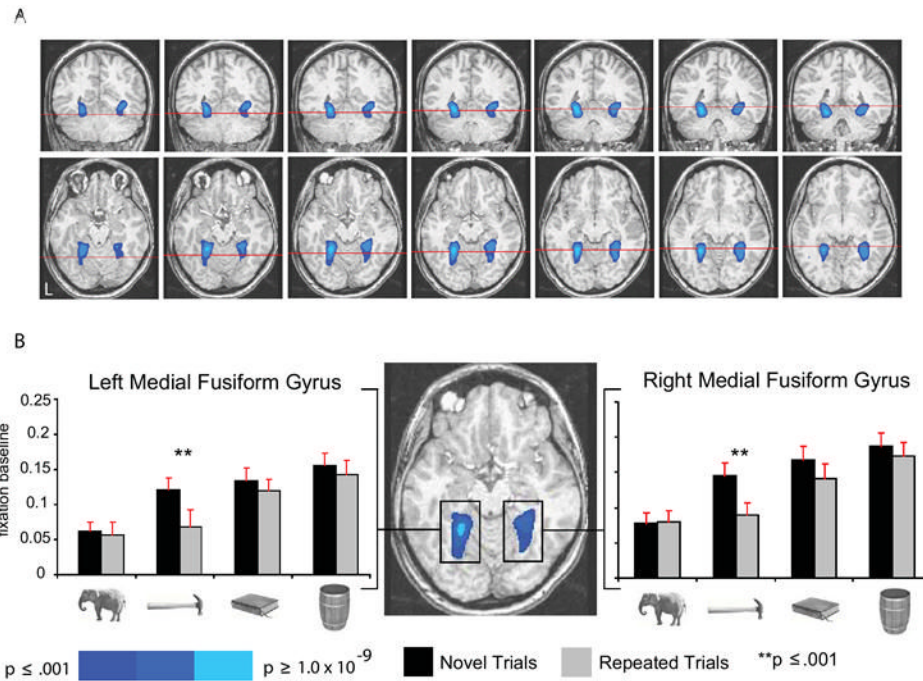 A
L
B
Left Medial Fusiform Gyrus
Right Medial Fusiform Gyrus
0.25
0.2
0.15
0.1
0.05
0
fixation baseline
**
**
p ≤ .001
p ≥ 1.0 x 10⁻⁹
Novel Trials
Repeated Trials
**p ≤.001